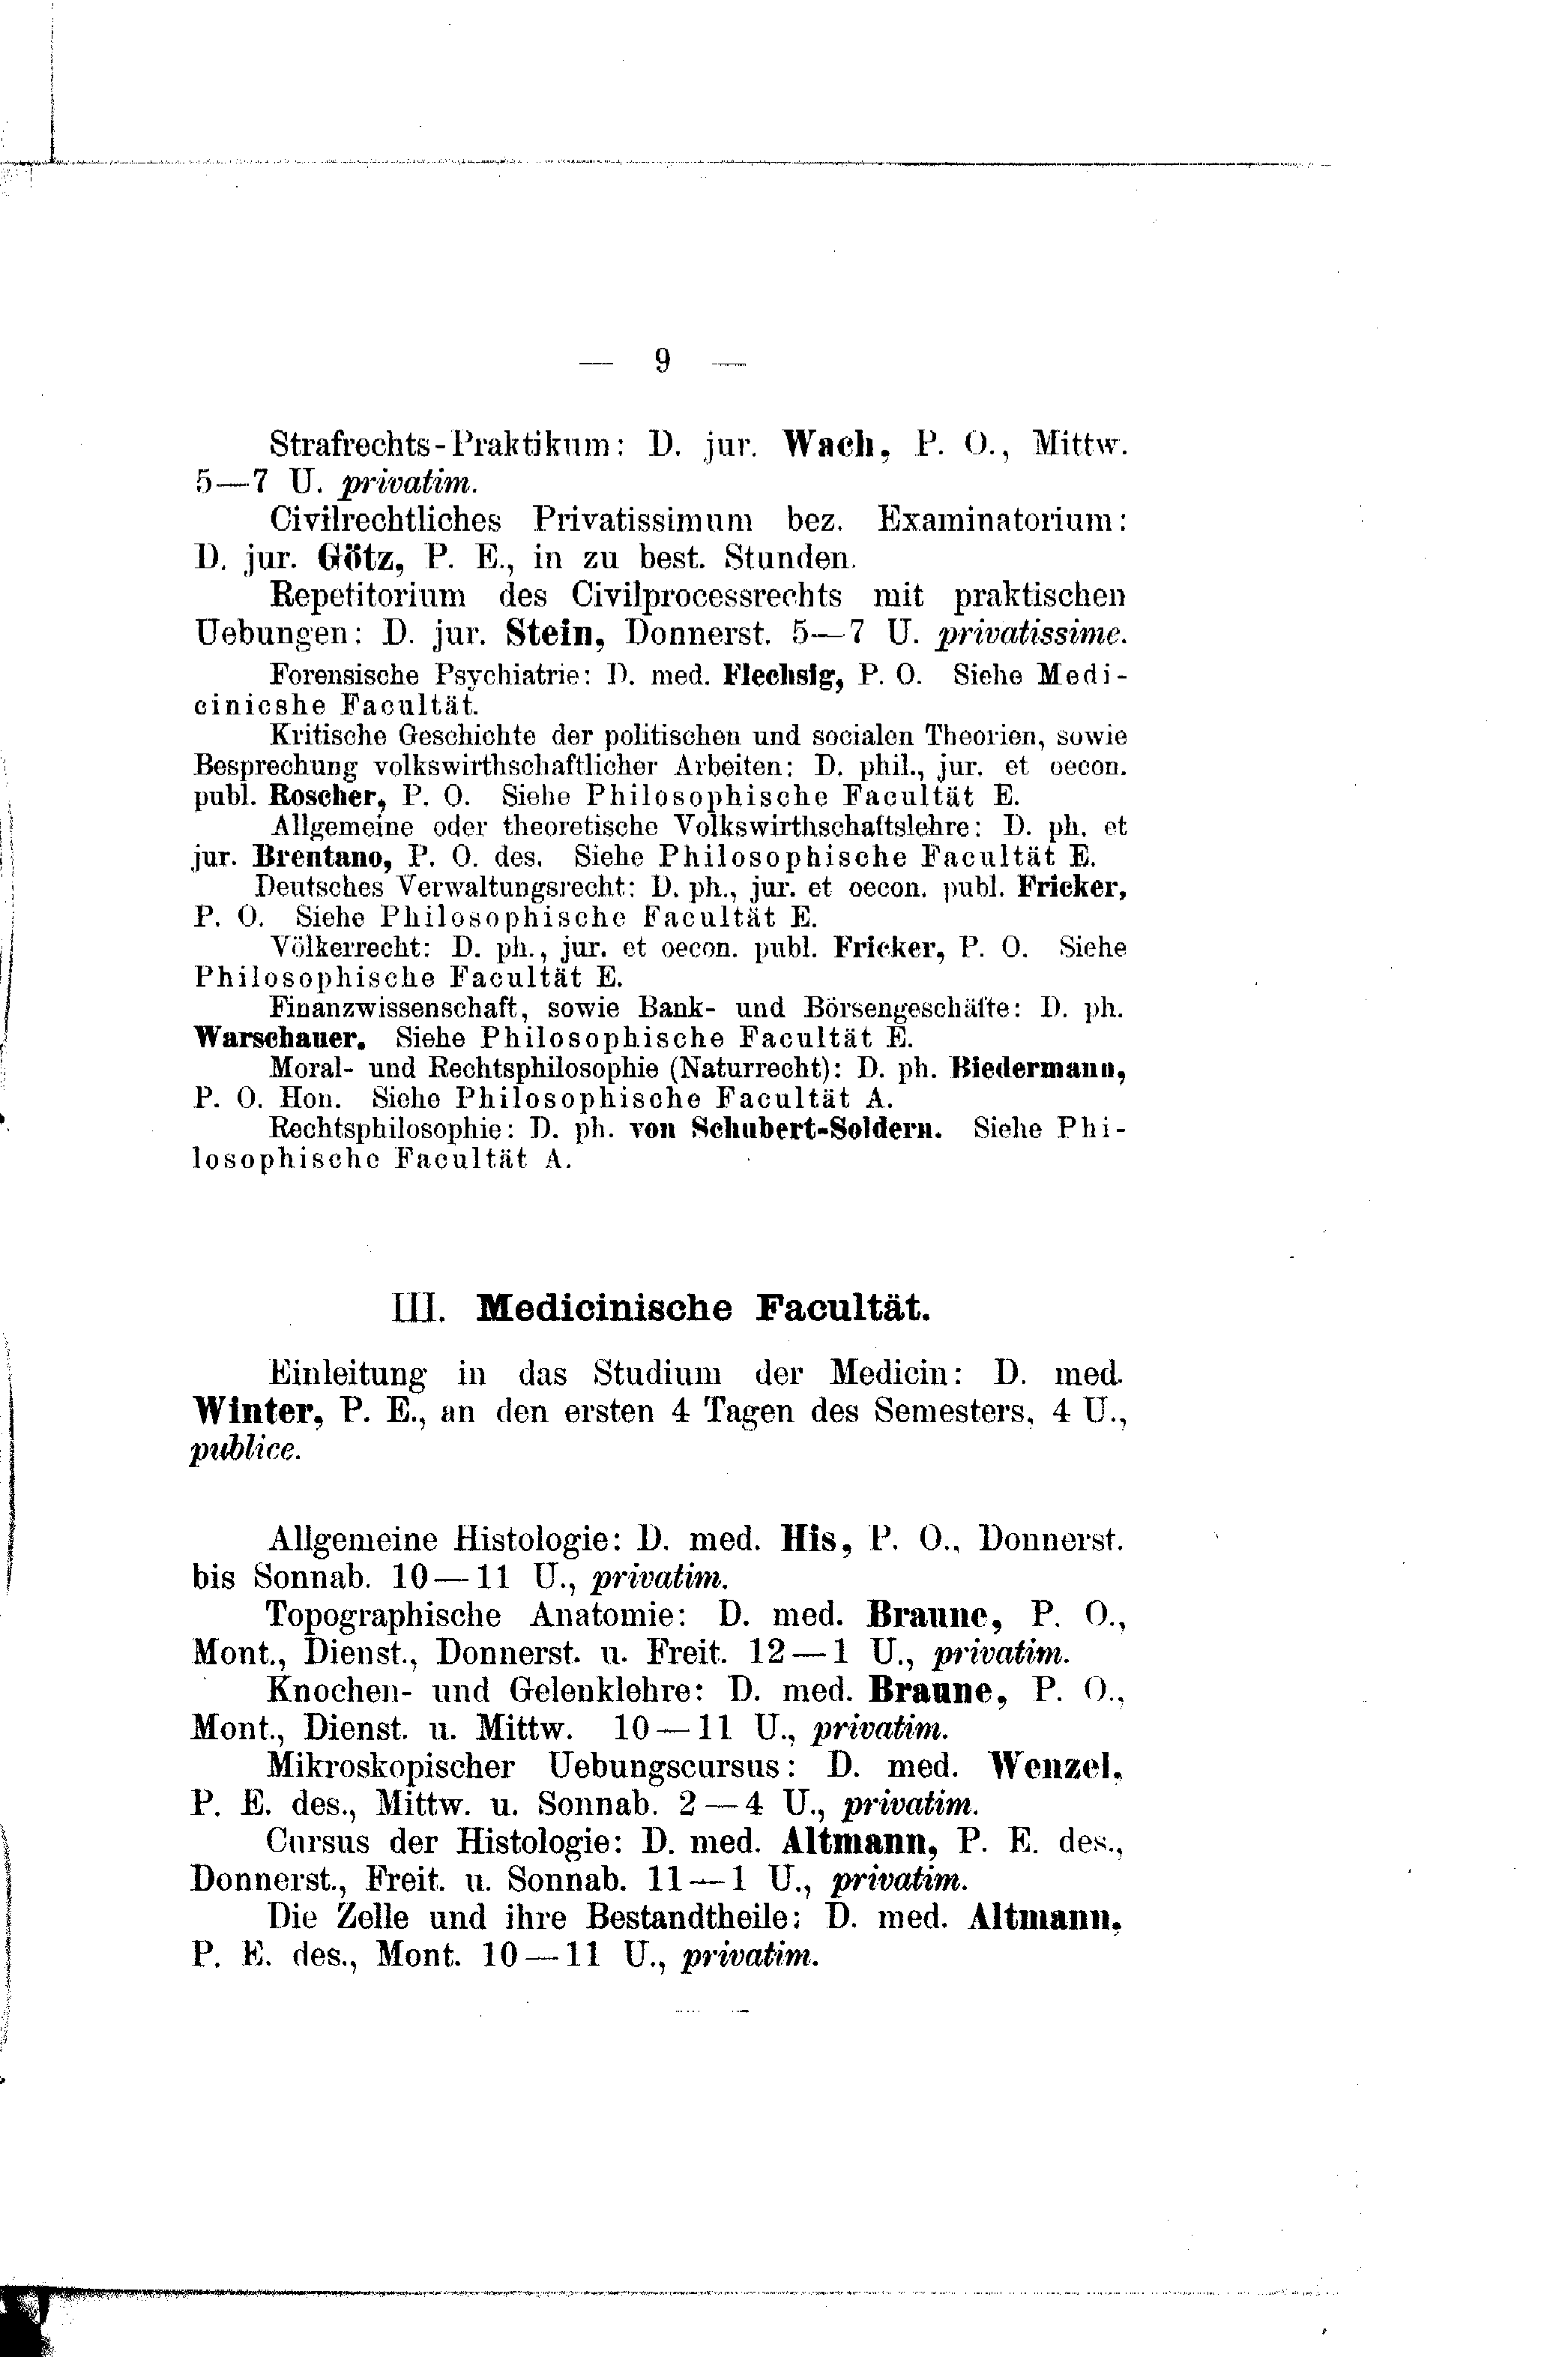 — 9 —
Strafrechts-Praktikum: D. jur. Wach, P. O., Mittw.
5—7 U. privatim.
Civilrechtliches Privatissimum bez. Examinatorium:
D. jur. Götz, P. E., in zu best. Stunden.
Repetitorium des Civilprocessrechts mit praktischen
Uebungen: D. jur. Stein, Donnerst. 5—7 U. privatissime.
Forensische Psychiatrie: D. med. Flechsig, P. O. Siehe Medi-
cinicshe Facultät.
Kritische Geschichte der politischen und socialen Theorien, sowie
Besprechung volkswirthschaftlicher Arbeiten: D. phil., jur. et oecon.
publ. Roscher, P. O. Siehe Philosophische Facultät E.
Allgemeine oder theoretische Volkswirthschaftslehre: D. ph. et
jur. Brentano, P. O. des. Siehe Philosophische Facultät E.
Deutsches Verwaltungsrecht: D. ph., jur. et oecon. publ. Fricker,
P. O. Siehe Philosophische Facultät E.
Völkerrecht: D. ph., jur. et oecon. publ. Fricker, P. O. Siehe
Philosophische Facultät E.
Finanzwissenschaft, sowie Bank- und Börsengeschäfte: D. ph.
Warschauer. Siehe Philosophische Facultät E.
Moral- und Rechtsphilosophie (Naturrecht): D. ph. Biedermann,
P. O. Hon. Siehe Philosophische Facultät A.
Rechtsphilosophie: D. ph. von Schubert-Soldern. Siehe Phi-
losophische Facultät A.
III. Medicinische Facultät.
Einleitung in das Studium der Medicin: D. med.
Winter, P. E., an den ersten 4 Tagen des Semesters, 4 U.,
publice.
Allgemeine Histologie: D. med. His, P. O., Donnerst.
bis Sonnab. 10—11 U., privatim.
Topographische Anatomie: D. med. Braune, P. O.,
Mont., Dienst., Donnerst. u. Freit. 12—1 U., privatim.
Knochen- und Gelenklehre: D. med. Braune, P. O.,
Mont., Dienst. u. Mittw. 10—11 U., privatim.
Mikroskopischer Uebungscursus: D. med. Wenzel,
P. E. des., Mittw. u. Sonnab. 2—4 U., privatim.
Cursus der Histologie: D. med. Altmann, P. E. des.,
Donnerst., Freit. u. Sonnab. 11—1 U., privatim.
Die Zelle und ihre Bestandtheile: D. med. Altmann,
P. E. des., Mont. 10—11 U., privatim.